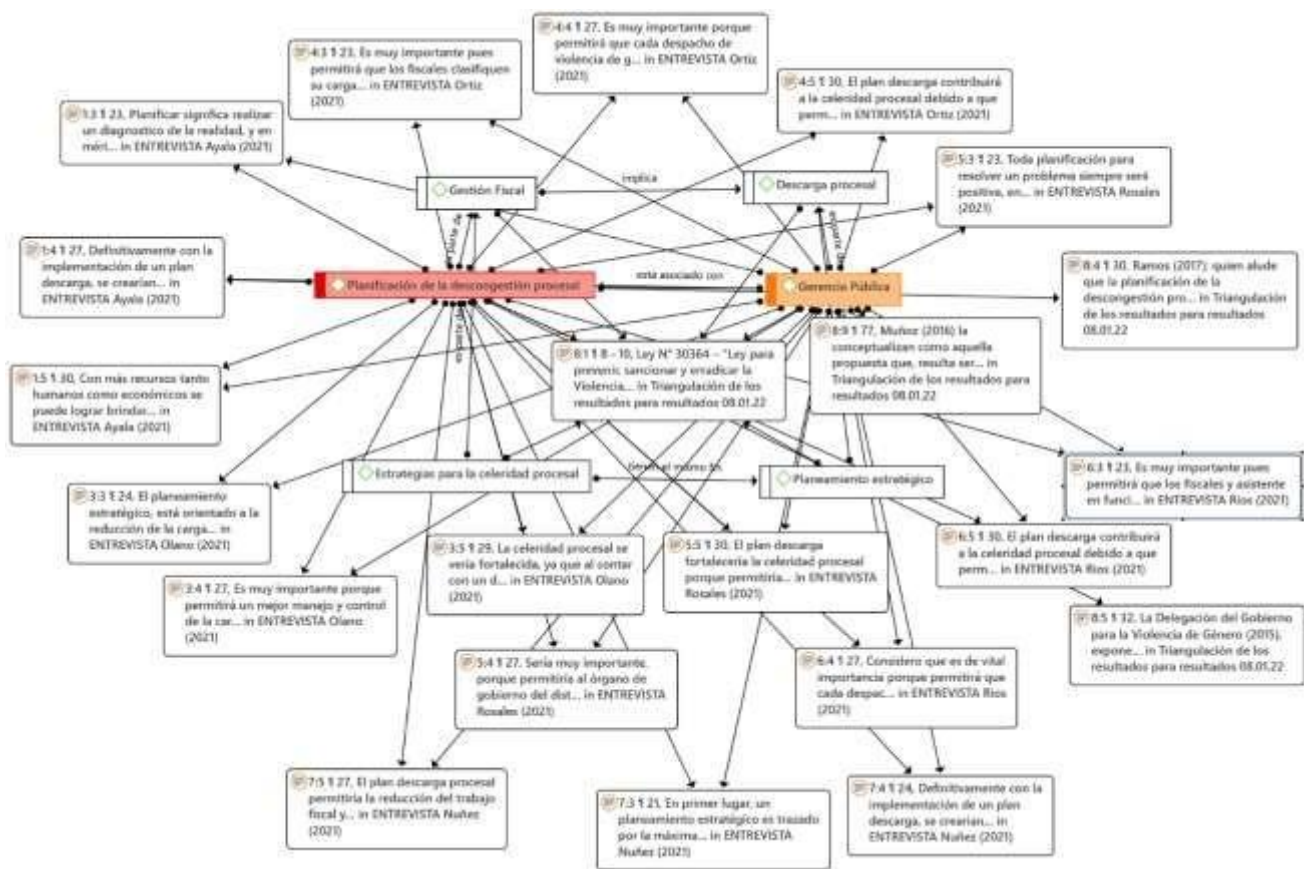 4:3 ¶ 23, Es muy importante pues
permitirá que los fiscales clasifiquen
su carga... in ENTREVISTA Ortiz
(2021)
4:4 ¶ 27, Es muy importante porque
permitirá que cada despacho de
violencia de g... in ENTREVISTA Ortiz
(2021)
4:5 ¶ 30, El plan descarga contribuirá
a la celeridad procesal debido a que
perm... in ENTREVISTA Ortiz (2021)
1:3 ¶ 23, Planificar significa realizar
un diagnostico de la realidad, y en
méri... in ENTREVISTA Ayala (2021)
5:3 ¶ 23, Toda planificación para
resolver un problema siempre será
positiva, en... in ENTREVISTA Rosales
(2021)
Gestión Fiscal
implica
Descarga procesal
es parte de
es parte de
1:4 ¶ 27, Definitivamente con la
implementación de un plan
descarga, se crearían... in
ENTREVISTA Ayala (2021)
Planificación de la descongestión procesal
está asociado con
Gerencia Pública
8:4 ¶ 30, Ramos (2017): quien alude
que la planificación de la
descongestión pro... in Triangulación
de los resultados para resultados
08.01.22
es parte de
8:1 ¶ 8 - 10, Ley N° 30364 – "Ley para
prevenir, sancionar y erradicar la
Violencia... in Triangulación de los
resultados para resultados 08.01.22
8:9 ¶ 77, Muñoz (2016) la
conceptualizan como aquella
propuesta que, resulta ser... in
Triangulación de los resultados para
resultados 08.01.22
1:5 ¶ 30, Con más recursos tanto
humanos como económicos se
puede lograr brindar... in
ENTREVISTA Ayala (2021)
Estrategias para la celeridad procesal
tienen el mismo fin
Planeamiento estratégico
6:3 ¶ 23, Es muy importante pues
permitirá que los fiscales y asistente
en funci... in ENTREVISTA Rios (2021)
3:3 ¶ 24, El planeamiento
estratégico, está orientado a la
reducción de la carga... in
ENTREVISTA Olano (2021)
3:5 ¶ 29, La celeridad procesal se
vería fortalecida, ya que al contar
con un d... in ENTREVISTA Olano
(2021)
5:5 ¶ 30, El plan descarga
fortalecería la celeridad procesal
porque permitiría... in ENTREVISTA
Rosales (2021)
6:5 ¶ 30, El plan descarga contribuirá
a la celeridad procesal debido a que
perm... in ENTREVISTA Rios (2021)
3:4 ¶ 27, Es muy importante porque
permitirá un mejor manejo y control
de la car... in ENTREVISTA Olano
(2021)
8:5 ¶ 32, La Delegación del Gobierno
para la Violencia de Género (2015),
expone... in Triangulación de los
resultados para resultados 08.01.22
5:4 ¶ 27, Sería muy importante,
porque permitiría al órgano de
gobierno del dist... in ENTREVISTA
Rosales (2021)
6:4 ¶ 27, Considero que es de vital
importancia porque permitirá que
cada despac... in ENTREVISTA Rios
(2021)
7:5 ¶ 27, El plan descarga procesal
permitiría la reducción del trabajo
fiscal y... in ENTREVISTA Nuñez
(2021)
7:3 ¶ 21, En primer lugar, un
planeamiento estratégico es trazado
por la máxima... in ENTREVISTA
Nuñez (2021)
7:4 ¶ 24, Definitivamente con la
implementación de un plan
descarga, se crearían... in
ENTREVISTA Nuñez (2021)